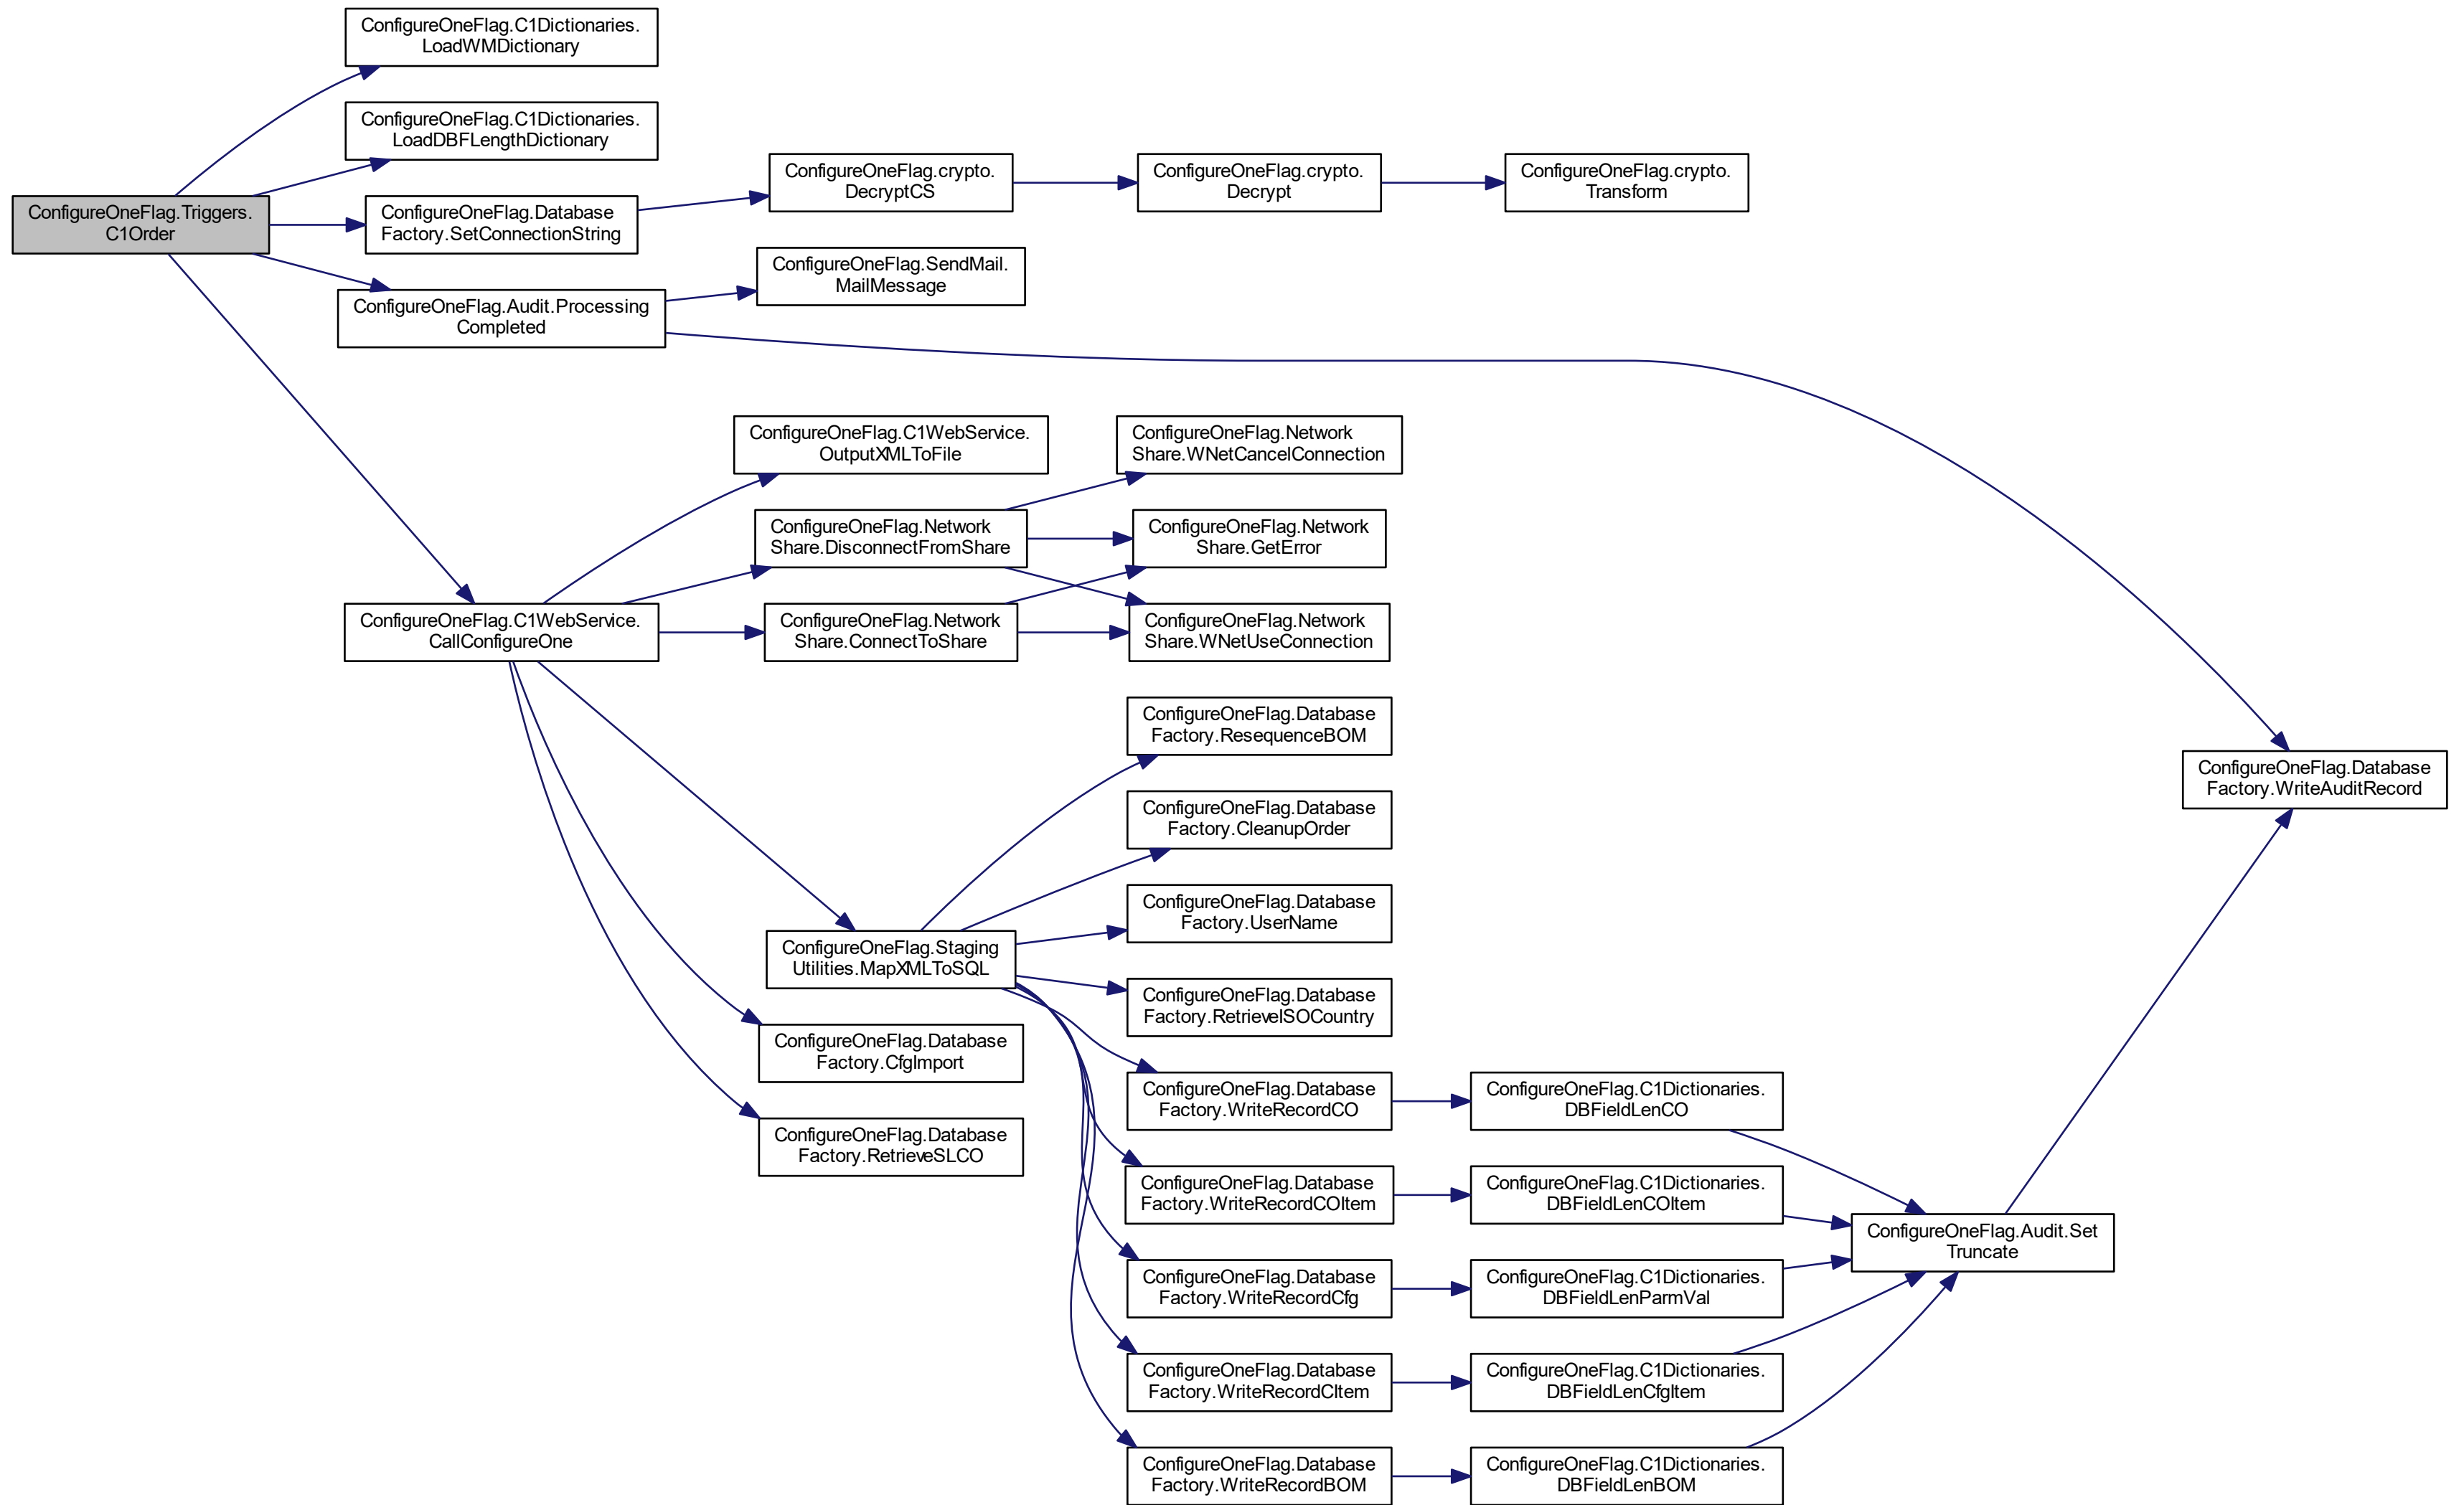 ConfigureOneFlag.C1Dictionaries.
LoadWMDictionary
ConfigureOneFlag.C1Dictionaries.
LoadDBFLengthDictionary
ConfigureOneFlag.crypto.
DecryptCS
ConfigureOneFlag.crypto.
Decrypt
ConfigureOneFlag.crypto.
Transform
ConfigureOneFlag.Triggers.
C1Order
ConfigureOneFlag.Database
Factory.SetConnectionString
ConfigureOneFlag.SendMail.
MailMessage
ConfigureOneFlag.Audit.Processing
Completed
ConfigureOneFlag.C1WebService.
OutputXMLToFile
ConfigureOneFlag.Network
Share.WNetCancelConnection
ConfigureOneFlag.Network
Share.DisconnectFromShare
ConfigureOneFlag.Network
Share.GetError
ConfigureOneFlag.C1WebService.
CallConfigureOne
ConfigureOneFlag.Network
Share.ConnectToShare
ConfigureOneFlag.Network
Share.WNetUseConnection
ConfigureOneFlag.Database
Factory.ResequenceBOM
ConfigureOneFlag.Database
Factory.WriteAuditRecord
ConfigureOneFlag.Database
Factory.CleanupOrder
ConfigureOneFlag.Database
Factory.UserName
ConfigureOneFlag.Staging
Utilities.MapXMLToSQL
ConfigureOneFlag.Database
Factory.RetrieveISOCountry
ConfigureOneFlag.Database
Factory.CfgImport
ConfigureOneFlag.Database
Factory.WriteRecordCO
ConfigureOneFlag.C1Dictionaries.
DBFieldLenCO
ConfigureOneFlag.Database
Factory.RetrieveSLCO
ConfigureOneFlag.Database
Factory.WriteRecordCOItem
ConfigureOneFlag.C1Dictionaries.
DBFieldLenCOItem
ConfigureOneFlag.Audit.Set
Truncate
ConfigureOneFlag.Database
Factory.WriteRecordCfg
ConfigureOneFlag.C1Dictionaries.
DBFieldLenParmVal
ConfigureOneFlag.Database
Factory.WriteRecordCItem
ConfigureOneFlag.C1Dictionaries.
DBFieldLenCfgItem
ConfigureOneFlag.Database
Factory.WriteRecordBOM
ConfigureOneFlag.C1Dictionaries.
DBFieldLenBOM